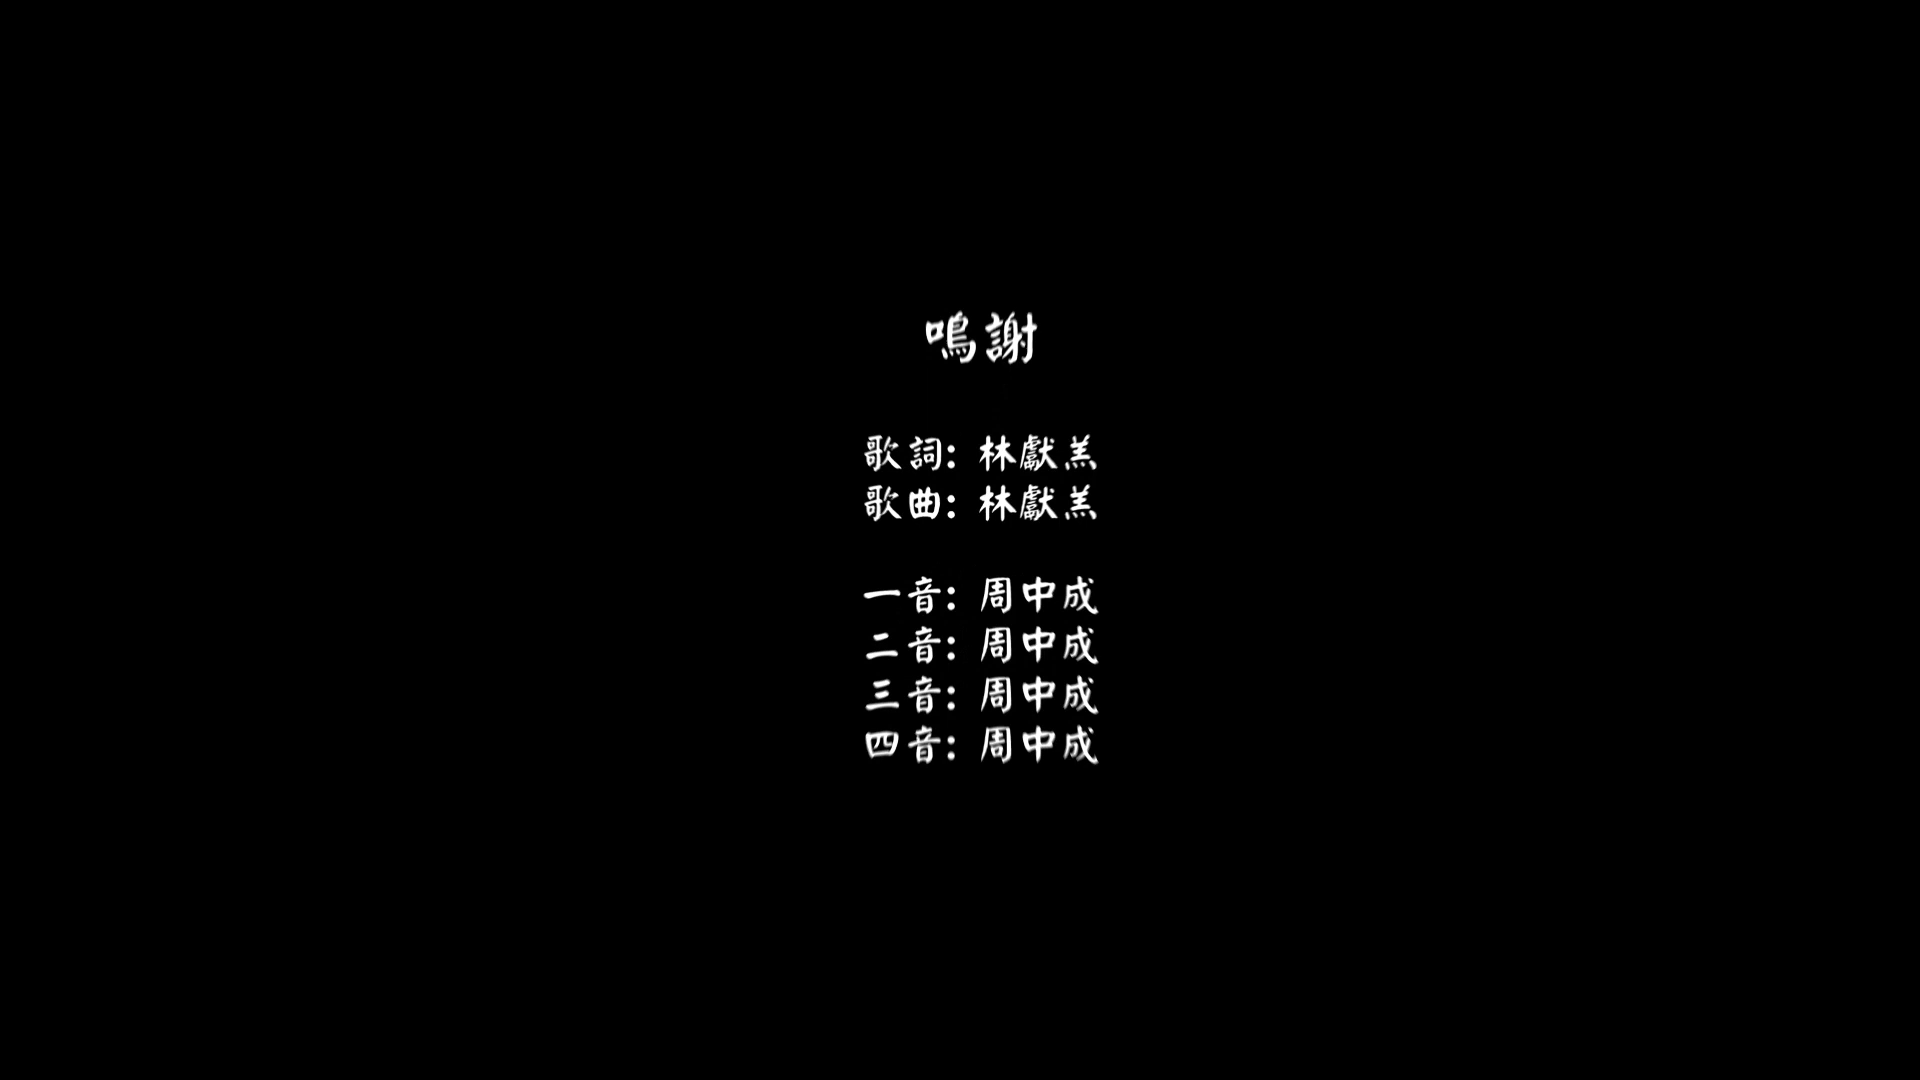 鳴謝
歌詞: 林獻羔
歌曲: 林獻羔
一音: 周中成
二音: 周中成
三音: 周中成
四音: 周中成